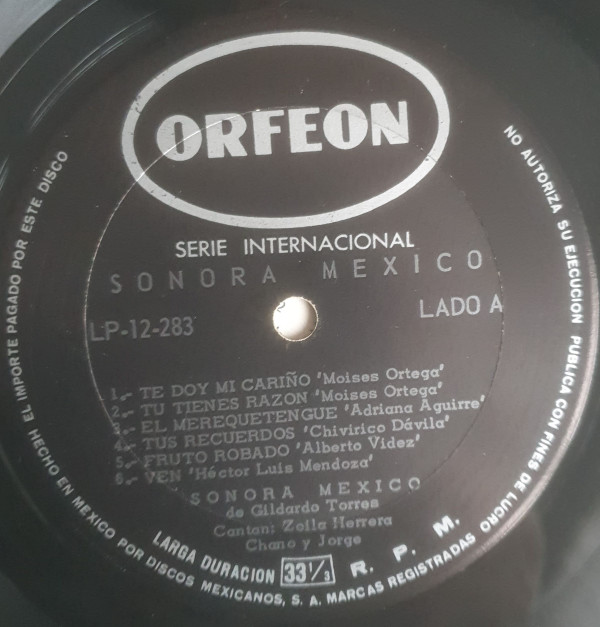 ORFEON
SERIE INTERNACIONAL
SONORA MEXICO
LP-12-283
LADO A
1.- TE DOY MI CARIÑO 'Moises Ortega'
2.- TU TIENES RAZON 'Moises Ortega'
3.- EL MEREQUETENGUE 'Adriana Aguirre'
4.- TUS RECUERDOS 'Chivirico Dávila'
5.- FRUTO ROBADO 'Alberto Videz'
6.- VEN 'Héctor Luis Mendoza'
SONORA MEXICO
de Gildardo Torres
Cantan: Zoila Herrera
Chano y Jorge
LARGA DURACION 33 1/3 R. P. M.
EL IMPORTE PAGADO POR ESTE DISCO NO AUTORIZA SU EJECUCION PUBLICA CON FINES DE LUCRO
HECHO EN MEXICO POR DISCOS MEXICANOS, S. A. MARCAS REGISTRADAS